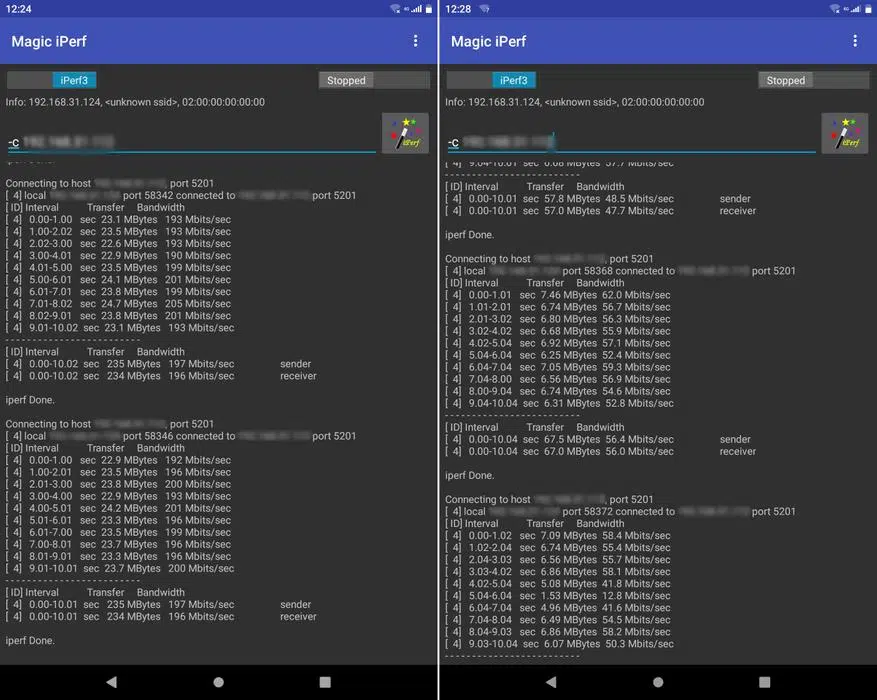 12:24
Magic iPerf
iPerf3 Stopped
Info: 192.168.31.124, <unknown ssid>, 02:00:00:00:00:00
-c
iPerf
Connecting to host , port 5201
[ 4] local port 58342 connected to port 5201
[ ID] Interval Transfer Bandwidth
[ 4] 0.00-1.00 sec 23.1 MBytes 193 Mbits/sec
[ 4] 1.00-2.02 sec 23.5 MBytes 193 Mbits/sec
[ 4] 2.02-3.00 sec 22.6 MBytes 193 Mbits/sec
[ 4] 3.00-4.01 sec 22.9 MBytes 190 Mbits/sec
[ 4] 4.01-5.00 sec 23.5 MBytes 199 Mbits/sec
[ 4] 5.00-6.01 sec 24.1 MBytes 201 Mbits/sec
[ 4] 6.01-7.01 sec 23.8 MBytes 199 Mbits/sec
[ 4] 7.01-8.02 sec 24.7 MBytes 205 Mbits/sec
[ 4] 8.02-9.01 sec 23.8 MBytes 201 Mbits/sec
[ 4] 9.01-10.02 sec 23.1 MBytes 193 Mbits/sec
- - - - - - - - - - - - - - - - - - - - - - - - -
[ ID] Interval Transfer Bandwidth
[ 4] 0.00-10.02 sec 235 MBytes 197 Mbits/sec sender
[ 4] 0.00-10.02 sec 234 MBytes 196 Mbits/sec receiver
iperf Done.
Connecting to host , port 5201
[ 4] local port 58346 connected to port 5201
[ ID] Interval Transfer Bandwidth
[ 4] 0.00-1.00 sec 22.9 MBytes 192 Mbits/sec
[ 4] 1.00-2.01 sec 23.5 MBytes 196 Mbits/sec
[ 4] 2.01-3.00 sec 23.8 MBytes 200 Mbits/sec
[ 4] 3.00-4.00 sec 22.9 MBytes 193 Mbits/sec
[ 4] 4.00-5.01 sec 24.2 MBytes 201 Mbits/sec
[ 4] 5.01-6.01 sec 23.3 MBytes 196 Mbits/sec
[ 4] 6.01-7.00 sec 23.5 MBytes 199 Mbits/sec
[ 4] 7.00-8.01 sec 23.7 MBytes 196 Mbits/sec
[ 4] 8.01-9.01 sec 23.3 MBytes 196 Mbits/sec
[ 4] 9.01-10.01 sec 23.7 MBytes 200 Mbits/sec
- - - - - - - - - - - - - - - - - - - - - - - - -
[ ID] Interval Transfer Bandwidth
[ 4] 0.00-10.01 sec 235 MBytes 197 Mbits/sec sender
[ 4] 0.00-10.01 sec 234 MBytes 196 Mbits/sec receiver
iperf Done.
12:28
Magic iPerf
iPerf3 Stopped
Info: 192.168.31.124, <unknown ssid>, 02:00:00:00:00:00
-c
iPerf
[ 4] 9.04-10.01 sec 6.68 MBytes 57.7 Mbits/sec
- - - - - - - - - - - - - - - - - - - - - - - - -
[ ID] Interval Transfer Bandwidth
[ 4] 0.00-10.01 sec 57.8 MBytes 48.5 Mbits/sec sender
[ 4] 0.00-10.01 sec 57.0 MBytes 47.7 Mbits/sec receiver
iperf Done.
Connecting to host , port 5201
[ 4] local port 58368 connected to port 5201
[ ID] Interval Transfer Bandwidth
[ 4] 0.00-1.01 sec 7.46 MBytes 62.0 Mbits/sec
[ 4] 1.01-2.01 sec 6.74 MBytes 56.7 Mbits/sec
[ 4] 2.01-3.02 sec 6.80 MBytes 56.3 Mbits/sec
[ 4] 3.02-4.02 sec 6.68 MBytes 55.9 Mbits/sec
[ 4] 4.02-5.04 sec 6.92 MBytes 57.1 Mbits/sec
[ 4] 5.04-6.04 sec 6.25 MBytes 52.4 Mbits/sec
[ 4] 6.04-7.04 sec 7.05 MBytes 59.3 Mbits/sec
[ 4] 7.04-8.00 sec 6.56 MBytes 56.9 Mbits/sec
[ 4] 8.00-9.04 sec 6.74 MBytes 54.6 Mbits/sec
[ 4] 9.04-10.04 sec 6.31 MBytes 52.8 Mbits/sec
- - - - - - - - - - - - - - - - - - - - - - - - -
[ ID] Interval Transfer Bandwidth
[ 4] 0.00-10.04 sec 67.5 MBytes 56.4 Mbits/sec sender
[ 4] 0.00-10.04 sec 67.0 MBytes 56.0 Mbits/sec receiver
iperf Done.
Connecting to host , port 5201
[ 4] local port 58372 connected to port 5201
[ ID] Interval Transfer Bandwidth
[ 4] 0.00-1.02 sec 7.09 MBytes 58.4 Mbits/sec
[ 4] 1.02-2.04 sec 6.74 MBytes 55.4 Mbits/sec
[ 4] 2.04-3.03 sec 6.56 MBytes 55.7 Mbits/sec
[ 4] 3.03-4.02 sec 6.86 MBytes 58.1 Mbits/sec
[ 4] 4.02-5.04 sec 5.08 MBytes 41.8 Mbits/sec
[ 4] 5.04-6.04 sec 1.53 MBytes 12.8 Mbits/sec
[ 4] 6.04-7.04 sec 4.96 MBytes 41.6 Mbits/sec
[ 4] 7.04-8.04 sec 6.49 MBytes 54.5 Mbits/sec
[ 4] 8.04-9.03 sec 6.86 MBytes 58.2 Mbits/sec
[ 4] 9.03-10.04 sec 6.07 MBytes 50.3 Mbits/sec
- - - - - - - - - - - - - - - - - - - - - - - - -